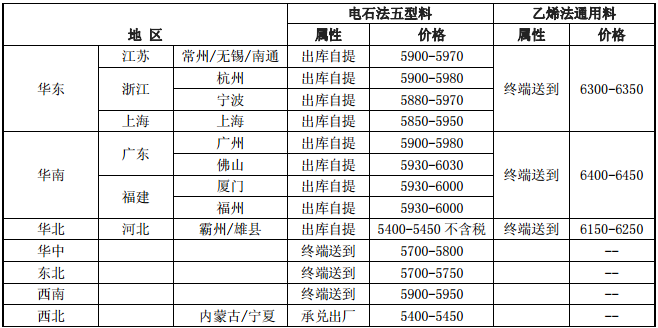 地 区 电石法五型料 乙烯法通用料
属性 价格 属性 价格
华东 江苏 常州/无锡/南通 出库自提 5900-5970 终端送到 6300-6350
浙江 杭州 出库自提 5900-5980
宁波 出库自提 5880-5970
上海 上海 出库自提 5850-5950
华南 广东 广州 出库自提 5900-5980 终端送到 6400-6450
佛山 出库自提 5930-6030
福建 厦门 出库自提 5930-6000
福州 出库自提 5930-6000
华北 河北 霸州/雄县 出库自提 5400-5450 不含税 终端送到 6150-6250
华中 终端送到 5700-5800 --
东北 终端送到 5700-5750 --
西南 终端送到 5900-5950 --
西北 内蒙古/宁夏 承兑出厂 5400-5450 --